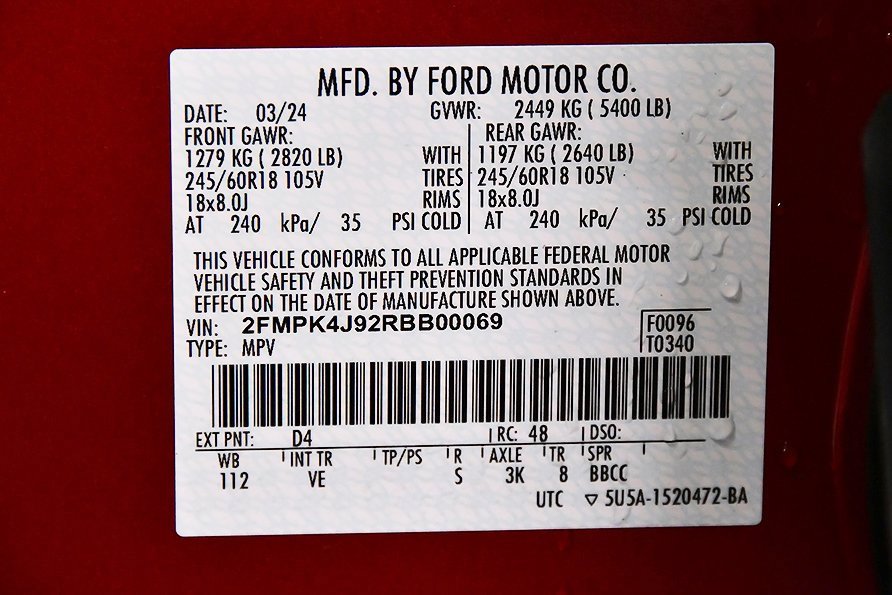 MFD. BY FORD MOTOR CO.
DATE: 03/24 GVWR: 2449 KG ( 5400 LB)
FRONT GAWR: REAR GAWR:
1279 KG ( 2820 LB) WITH 1197 KG ( 2640 LB) WITH
245/60R18 105V TIRES 245/60R18 105V TIRES
18x8.0J RIMS 18x8.0J RIMS
AT 240 kPa/ 35 PSI COLD AT 240 kPa/ 35 PSI COLD
THIS VEHICLE CONFORMS TO ALL APPLICABLE FEDERAL MOTOR
VEHICLE SAFETY AND THEFT PREVENTION STANDARDS IN
EFFECT ON THE DATE OF MANUFACTURE SHOWN ABOVE.
VIN: 2FMPK4J92RBB00069 F0096
TYPE: MPV T0340
EXT PNT: D4 RC: 48 DSO:
WB INT TR TP/PS R AXLE TR SPR
112 VE S 3K 8 BBCC
UTC ▽ 5U5A-1520472-BA